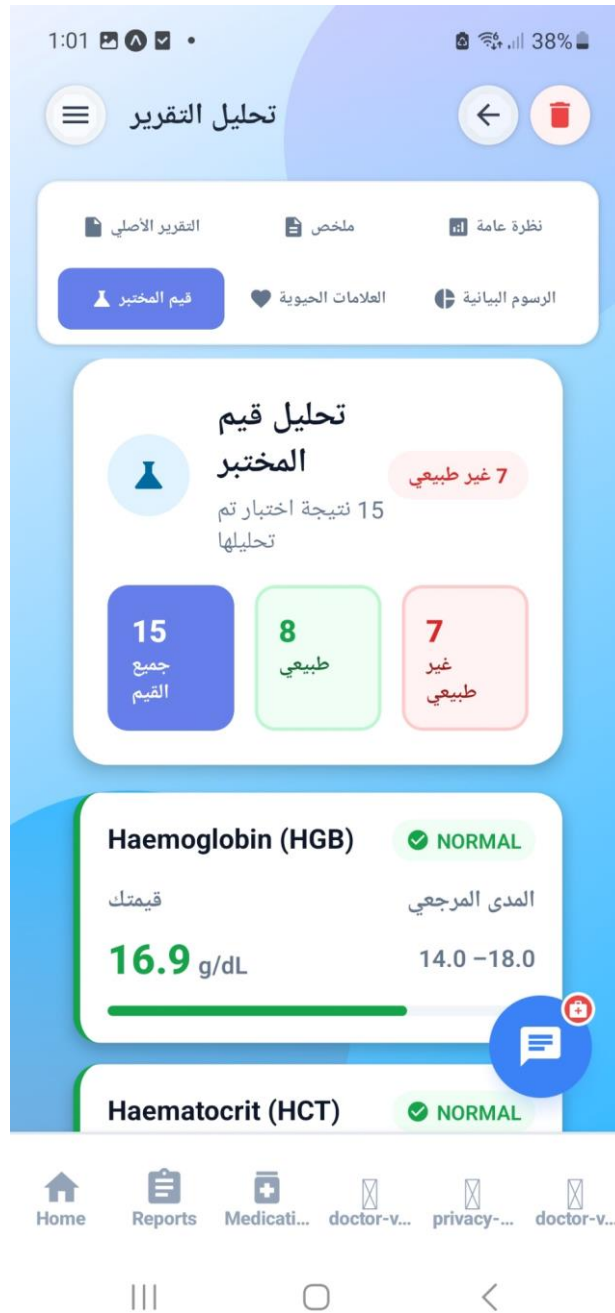 1:01
38%
تحليل التقرير
نظرة عامة
ملخص
التقرير الأصلي
الرسوم البيانية
العلامات الحيوية
قيم المختبر
تحليل قيم
المختبر
15 نتيجة اختبار تم
تحليلها
7 غير طبيعي
15
جميع
القيم
8
طبيعي
7
غير
طبيعي
Haemoglobin (HGB)
NORMAL
قيمتك
المدى المرجعي
16.9 g/dL
14.0 –18.0
Haematocrit (HCT)
NORMAL
Home
Reports
Medicati...
doctor-v...
privacy-...
doctor-v...